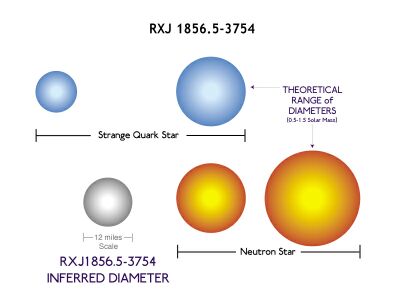 RXJ 1856.5-3754
THEORETICAL
RANGE of
DIAMETERS
(0.5-1.5 Solar Mass)
Strange Quark Star
12 miles
Scale
RXJ1856.5-3754
INFERRED DIAMETER
Neutron Star